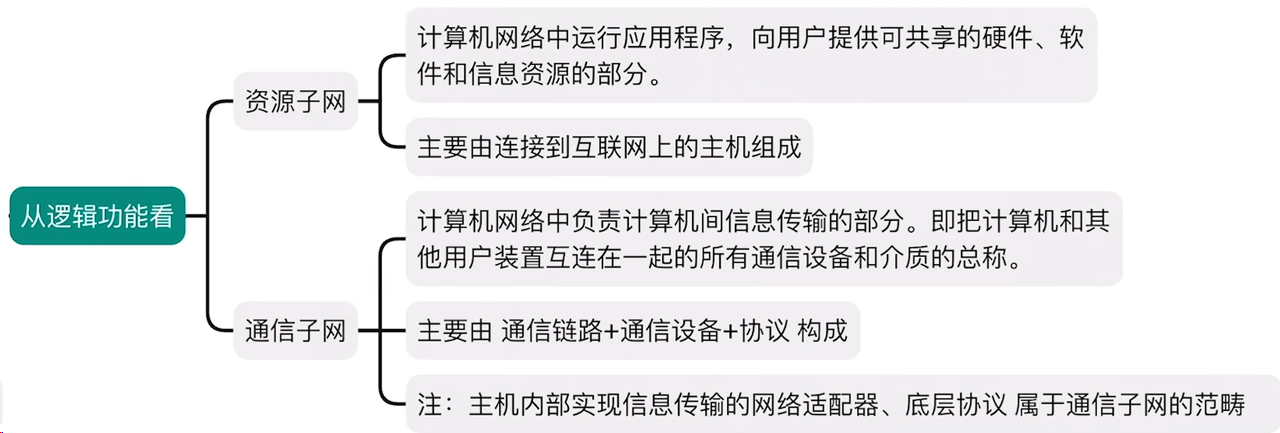 从逻辑功能看
资源子网
计算机网络中运行应用程序，向用户提供可共享的硬件、软
件和信息资源的部分。
主要由连接到互联网上的主机组成
通信子网
计算机网络中负责计算机间信息传输的部分。即把计算机和其
他用户装置互连在一起的所有通信设备和介质的总称。
主要由 通信链路+通信设备+协议 构成
注：主机内部实现信息传输的网络适配器、底层协议 属于通信子网的范畴